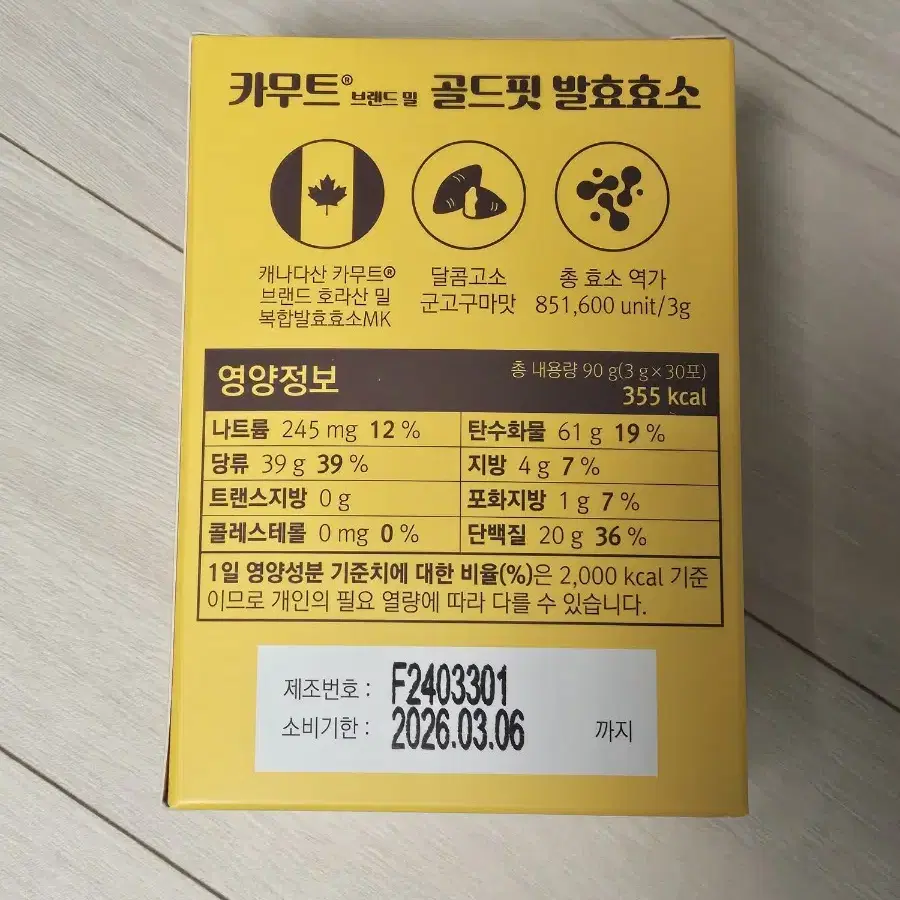 카무트® 브랜드 밀 골드핏 발효효소
캐나다산 카무트®
브랜드 호라산 밀
복합발효효소MK
달콤고소
군고구마맛
총 효소 역가
851,600 unit/3g
영양정보
총 내용량 90 g(3 g×30포)
355 kcal
나트륨 245 mg 12 % 탄수화물 61 g 19 %
당류 39 g 39 % 지방 4 g 7 %
트랜스지방 0 g 포화지방 1 g 7 %
콜레스테롤 0 mg 0 % 단백질 20 g 36 %
1일 영양성분 기준치에 대한 비율(%)은 2,000 kcal 기준
이므로 개인의 필요 열량에 따라 다를 수 있습니다.
제조번호 : F2403301
소비기한 : 2026.03.06 까지